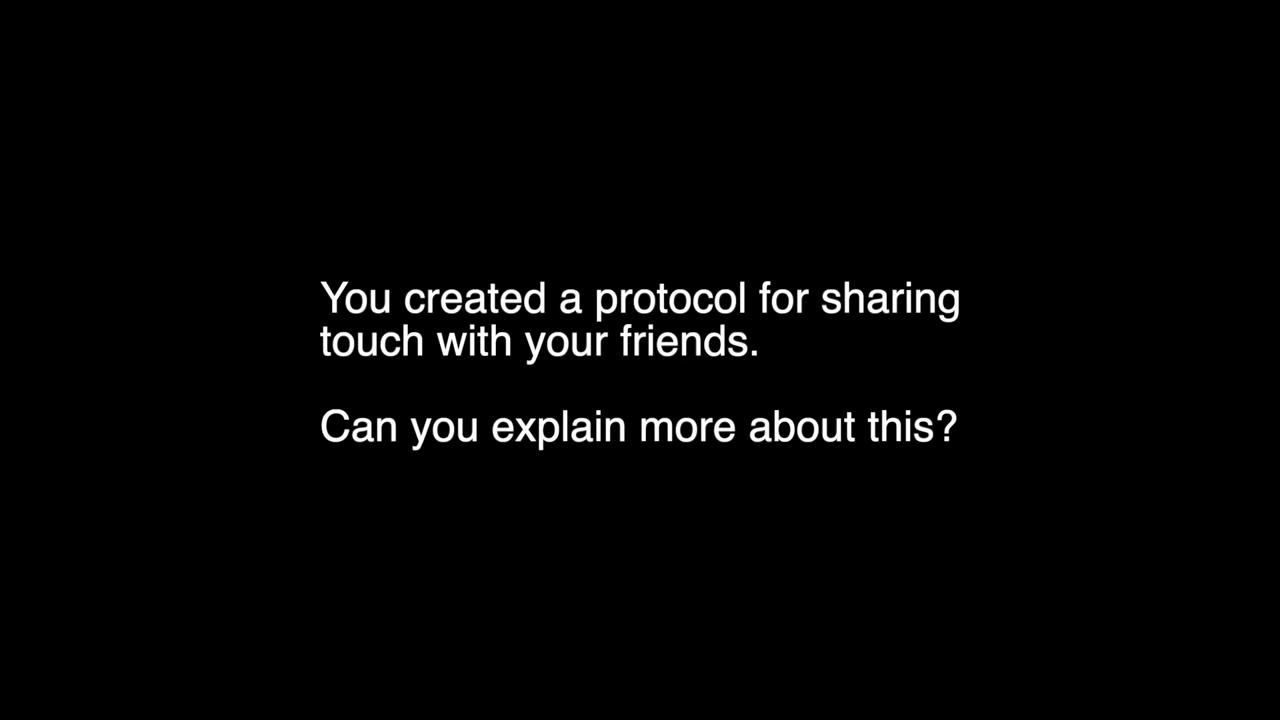 You created a protocol for sharing
touch with your friends.
Can you explain more about this?